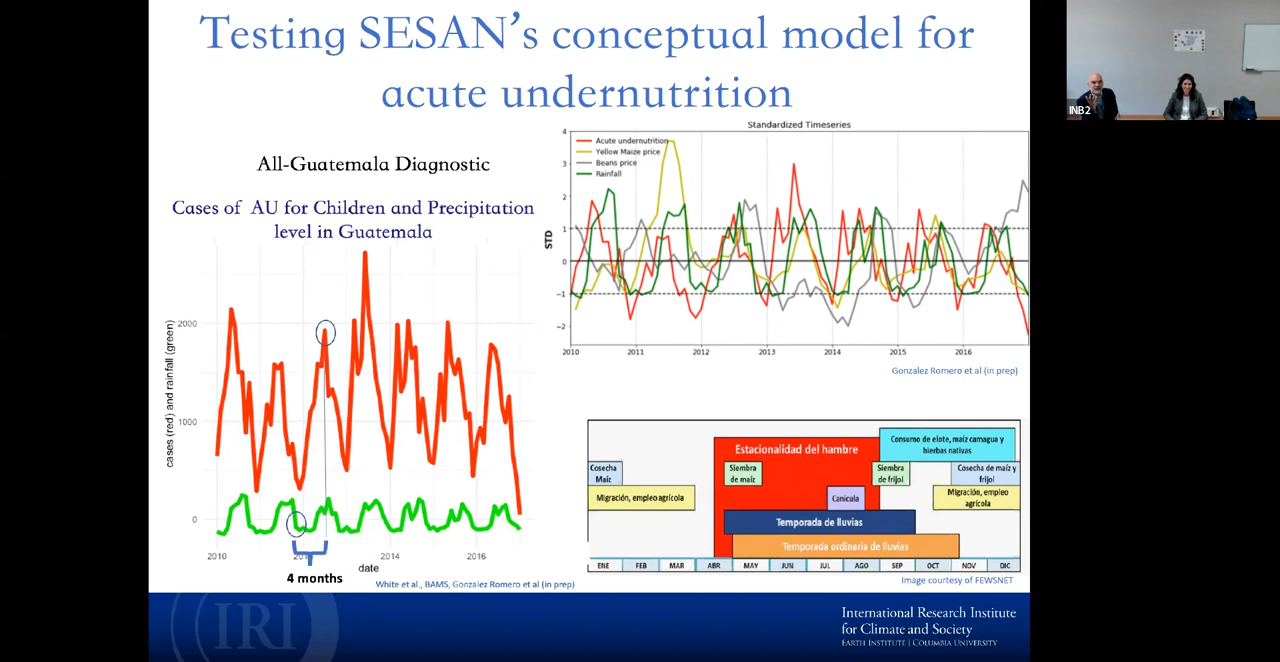 Testing SESAN's conceptual model for
acute undernutrition
All-Guatemala Diagnostic
Cases of AU for Children and Precipitation
level in Guatemala
cases (red) and rainfall (green)
2000
1000
0
2010
2014
2016
date
4 months
White et al., BAMS, Gonzalez Romero et al (in prep)
Standardized Timeseries
Acute undernutrition
Yellow Maize price
Beans price
Rainfall
STD
4
3
2
1
0
−1
−2
2010
2011
2012
2013
2014
2015
2016
Gonzalez Romero et al (in prep)
Estacionalidad del hambre
Consumo de elote, maíz camagua y
hierbas nativas
Cosecha
Maíz
Siembra
de maíz
Siembra
de frijol
Cosecha de maíz y
frijol
Migración, empleo agrícola
Canícula
Migración, empleo
agrícola
Temporada de lluvias
Temporada ordinaria de lluvias
ENE FEB MAR ABR MAY JUN JUL AGO SEP OCT NOV DIC
Image courtesy of FEWSNET
IRI
International Research Institute
for Climate and Society
EARTH INSTITUTE | COLUMBIA UNIVERSITY
INB2